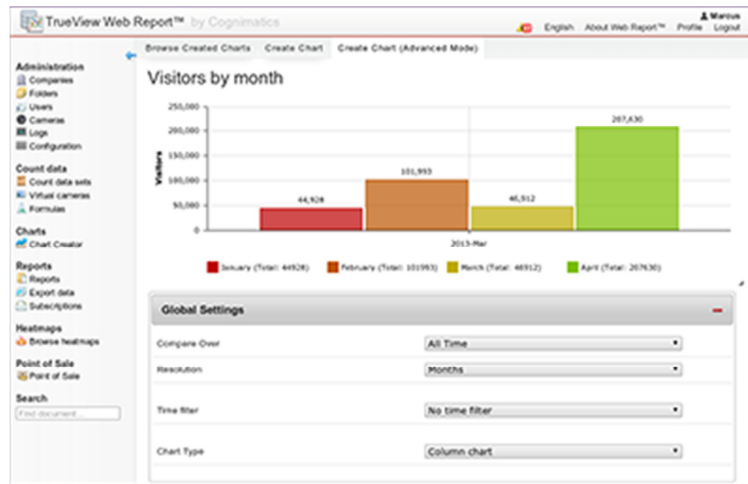 TrueView Web Report™ by Cognimatics
Marcus
English About Web Report™ Profile Logout
Browse Created Charts Create Chart Create Chart (Advanced Mode)
Administration
Companies
Folders
Users
Cameras
Logs
Configuration
Count data
Count data sets
Virtual cameras
Formulas
Charts
Chart Creator
Reports
Reports
Export data
Subscriptions
Heatmaps
Browse heatmaps
Point of Sale
Point of Sale
Search
Find document...
Visitors by month
Visitors
250,000
200,000
150,000
100,000
50,000
0
44,928
101,993
46,912
207,630
2013-Mar
January (Total: 44928) February (Total: 101993) March (Total: 46912) April (Total: 207630)
Global Settings
Compare Over All Time
Resolution Months
Time filter No time filter
Chart Type Column chart